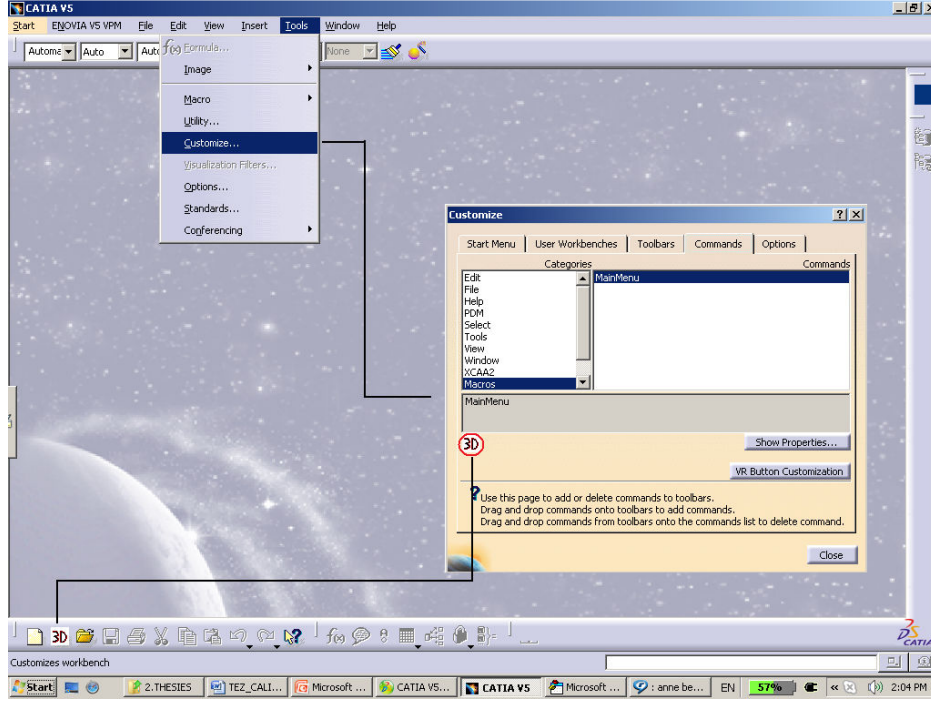 CATIA V5
Start ENOVIA V5 VPM File Edit View Insert Tools Window Help
Automa Auto Aut None
f(x) Formula...
Image
Macro
Utility...
Customize...
Visualization Filters...
Options...
Standards...
Conferencing
Customize
Start Menu User Workbenches Toolbars Commands Options
Categories Commands
Edit MainMenu
File
Help
PDM
Select
Tools
View
Window
XCAA2
Macros
MainMenu
3D
Show Properties...
VR Button Customization
Use this page to add or delete commands to toolbars.
Drag and drop commands onto toolbars to add commands.
Drag and drop commands from toolbars onto the commands list to delete command.
Close
3D f(x) CATIA
Customizes workbench
Start 2.THESIES TEZ_CALI... Microsoft ... CATIA V5... CATIA V5 Microsoft ... : anne be... EN 57% « 2:04 PM